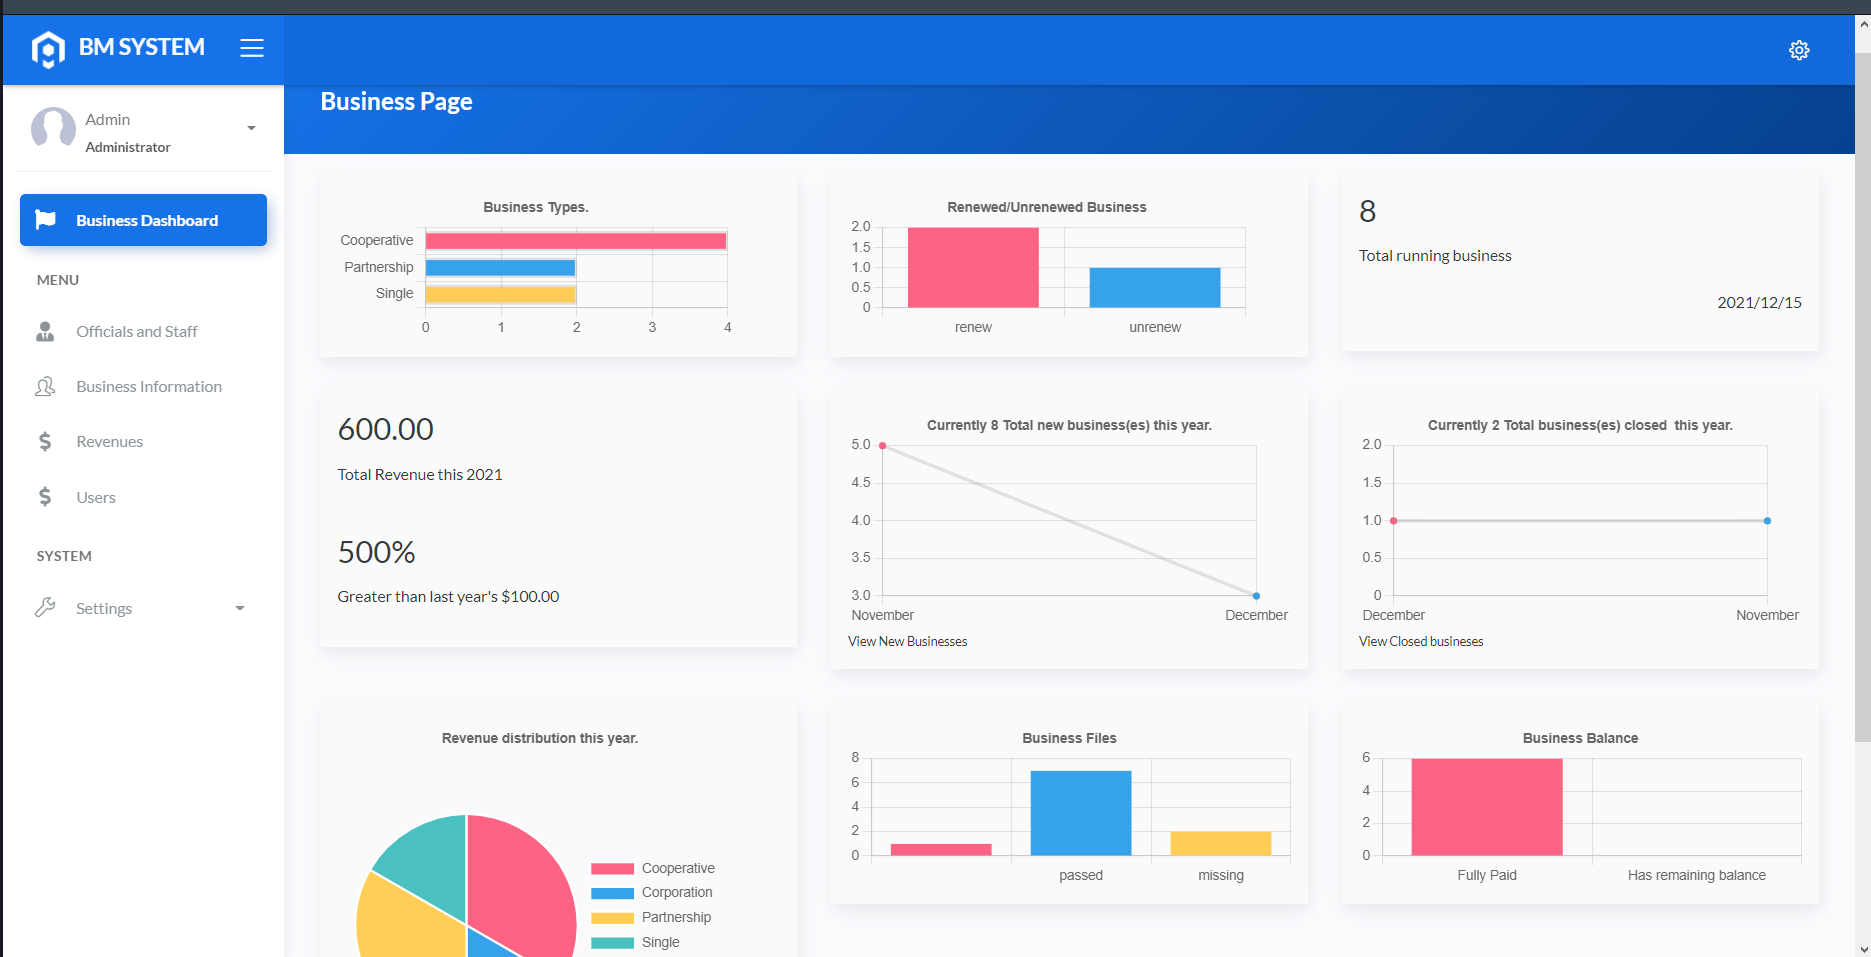 BM SYSTEM
Business Page
Admin
Administrator
Business Dashboard
MENU
Officials and Staff
Business Information
Revenues
Users
SYSTEM
Settings
Business Types.
Cooperative
Partnership
Single
0 1 2 3 4
Renewed/Unrenewed Business
2.0
1.5
1.0
0.5
0
renew unrenew
8
Total running business
2021/12/15
600.00
Total Revenue this 2021
500%
Greater than last year's $100.00
Currently 8 Total new business(es) this year.
5.0
4.5
4.0
3.5
3.0
November December
View New Businesses
Currently 2 Total business(es) closed  this year.
2.0
1.5
1.0
0.5
0
December November
View Closed busineses
Revenue distribution this year.
Cooperative
Corporation
Partnership
Single
Business Files
8
6
4
2
0
passed missing
Business Balance
6
4
2
0
Fully Paid Has remaining balance